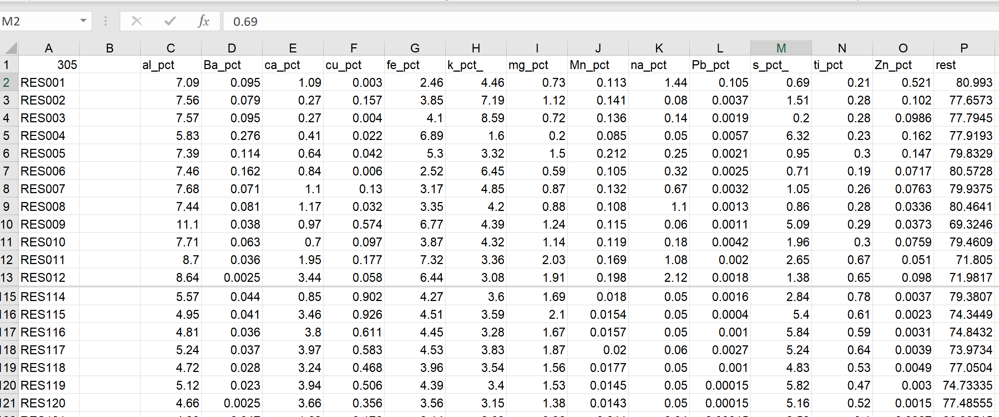 M2 fx 0.69
A B C D E F G H I J K L M N O P
1 305 al_pct Ba_pct ca_pct cu_pct fe_pct k_pct_ mg_pct Mn_pct na_pct Pb_pct s_pct_ ti_pct Zn_pct rest
2 RES001 7.09 0.095 1.09 0.003 2.46 4.46 0.73 0.113 1.44 0.105 0.69 0.21 0.521 80.993
3 RES002 7.56 0.079 0.27 0.157 3.85 7.19 1.12 0.141 0.08 0.0037 1.51 0.28 0.102 77.6573
4 RES003 7.57 0.095 0.27 0.004 4.1 8.59 0.72 0.136 0.14 0.0019 0.2 0.28 0.0986 77.7945
5 RES004 5.83 0.276 0.41 0.022 6.89 1.6 0.2 0.085 0.05 0.0057 6.32 0.23 0.162 77.9193
6 RES005 7.39 0.114 0.64 0.042 5.3 3.32 1.5 0.212 0.25 0.0021 0.95 0.3 0.147 79.8329
7 RES006 7.46 0.162 0.84 0.006 2.52 6.45 0.59 0.105 0.32 0.0025 0.71 0.19 0.0717 80.5728
8 RES007 7.68 0.071 1.1 0.13 3.17 4.85 0.87 0.132 0.67 0.0032 1.05 0.26 0.0763 79.9375
9 RES008 7.44 0.081 1.17 0.032 3.35 4.2 0.88 0.108 1.1 0.0013 0.86 0.28 0.0336 80.4641
10 RES009 11.1 0.038 0.97 0.574 6.77 4.39 1.24 0.115 0.06 0.0011 5.09 0.29 0.0373 69.3246
11 RES010 7.71 0.063 0.7 0.097 3.87 4.32 1.14 0.119 0.18 0.0042 1.96 0.3 0.0759 79.4609
12 RES011 8.7 0.036 1.95 0.177 7.32 3.36 2.03 0.169 1.08 0.002 2.65 0.67 0.051 71.805
13 RES012 8.64 0.0025 3.44 0.058 6.44 3.08 1.91 0.198 2.12 0.0018 1.38 0.65 0.098 71.9817
115 RES114 5.57 0.044 0.85 0.902 4.27 3.6 1.69 0.018 0.05 0.0016 2.84 0.78 0.0037 79.3807
116 RES115 4.95 0.041 3.46 0.926 4.51 3.59 2.1 0.0154 0.05 0.0004 5.4 0.61 0.0023 74.3449
117 RES116 4.81 0.036 3.8 0.611 4.45 3.28 1.67 0.0157 0.05 0.001 5.84 0.59 0.0031 74.8432
118 RES117 5.24 0.037 3.97 0.583 4.53 3.83 1.87 0.02 0.06 0.0027 5.24 0.64 0.0039 73.9734
119 RES118 4.72 0.028 3.24 0.468 3.96 3.54 1.56 0.0177 0.05 0.001 4.83 0.53 0.0049 77.0504
120 RES119 5.12 0.023 3.94 0.506 4.39 3.4 1.53 0.0145 0.05 0.00015 5.82 0.47 0.003 74.73335
121 RES120 4.66 0.0025 3.66 0.356 3.56 3.15 1.38 0.0143 0.05 0.00015 5.16 0.52 0.0015 77.48555